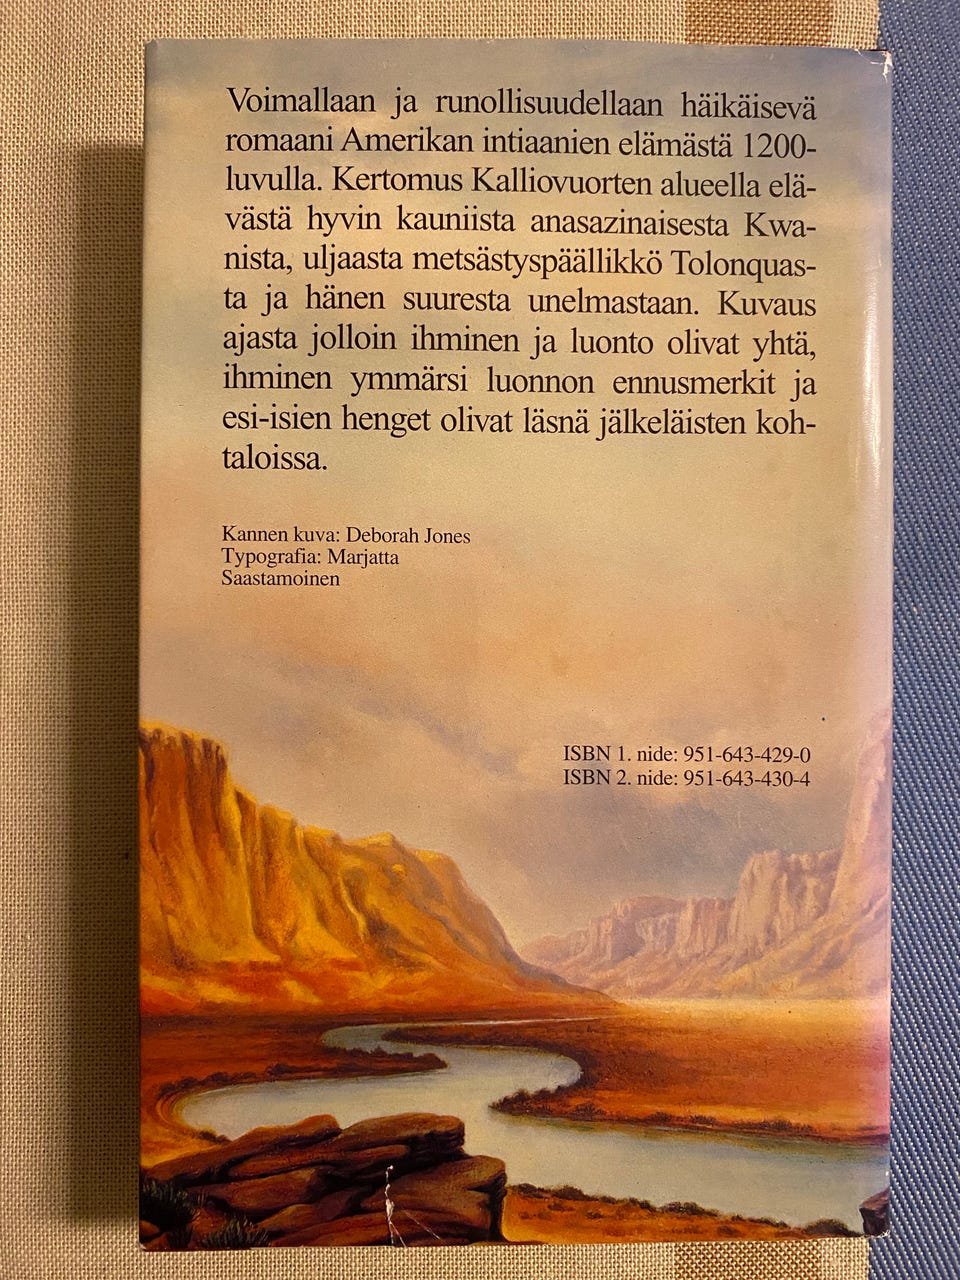 Voimallaan ja runollisuudellaan häikäisevä
romaani Amerikan intiaanien elämästä 1200-
luvulla. Kertomus Kalliovuorten alueella elä-
västä hyvin kauniista anasazinaisesta Kwa-
nista, uljaasta metsästyspäällikkö Tolonquas-
ta ja hänen suuresta unelmastaan. Kuvaus
ajasta jolloin ihminen ja luonto olivat yhtä,
ihminen ymmärsi luonnon ennusmerkit ja
esi-isien henget olivat läsnä jälkeläisten koh-
taloissa.
Kannen kuva: Deborah Jones
Typografia: Marjatta
Saastamoinen
ISBN 1. nide: 951-643-429-0
ISBN 2. nide: 951-643-430-4